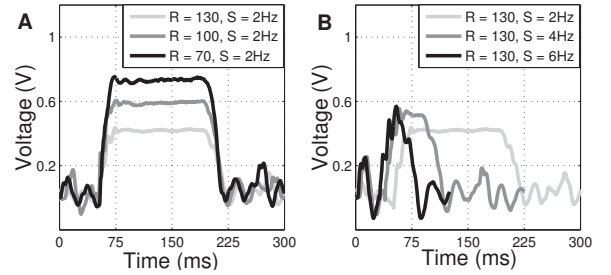 A
R = 130, S = 2Hz
R = 100, S = 2Hz
R = 70, S = 2Hz
Voltage (V)
1
0.6
0.2
0
75
150
225
300
Time (ms)
B
R = 130, S = 2Hz
R = 130, S = 4Hz
R = 130, S = 6Hz
Voltage (V)
1
0.6
0.2
0
75
150
225
300
Time (ms)